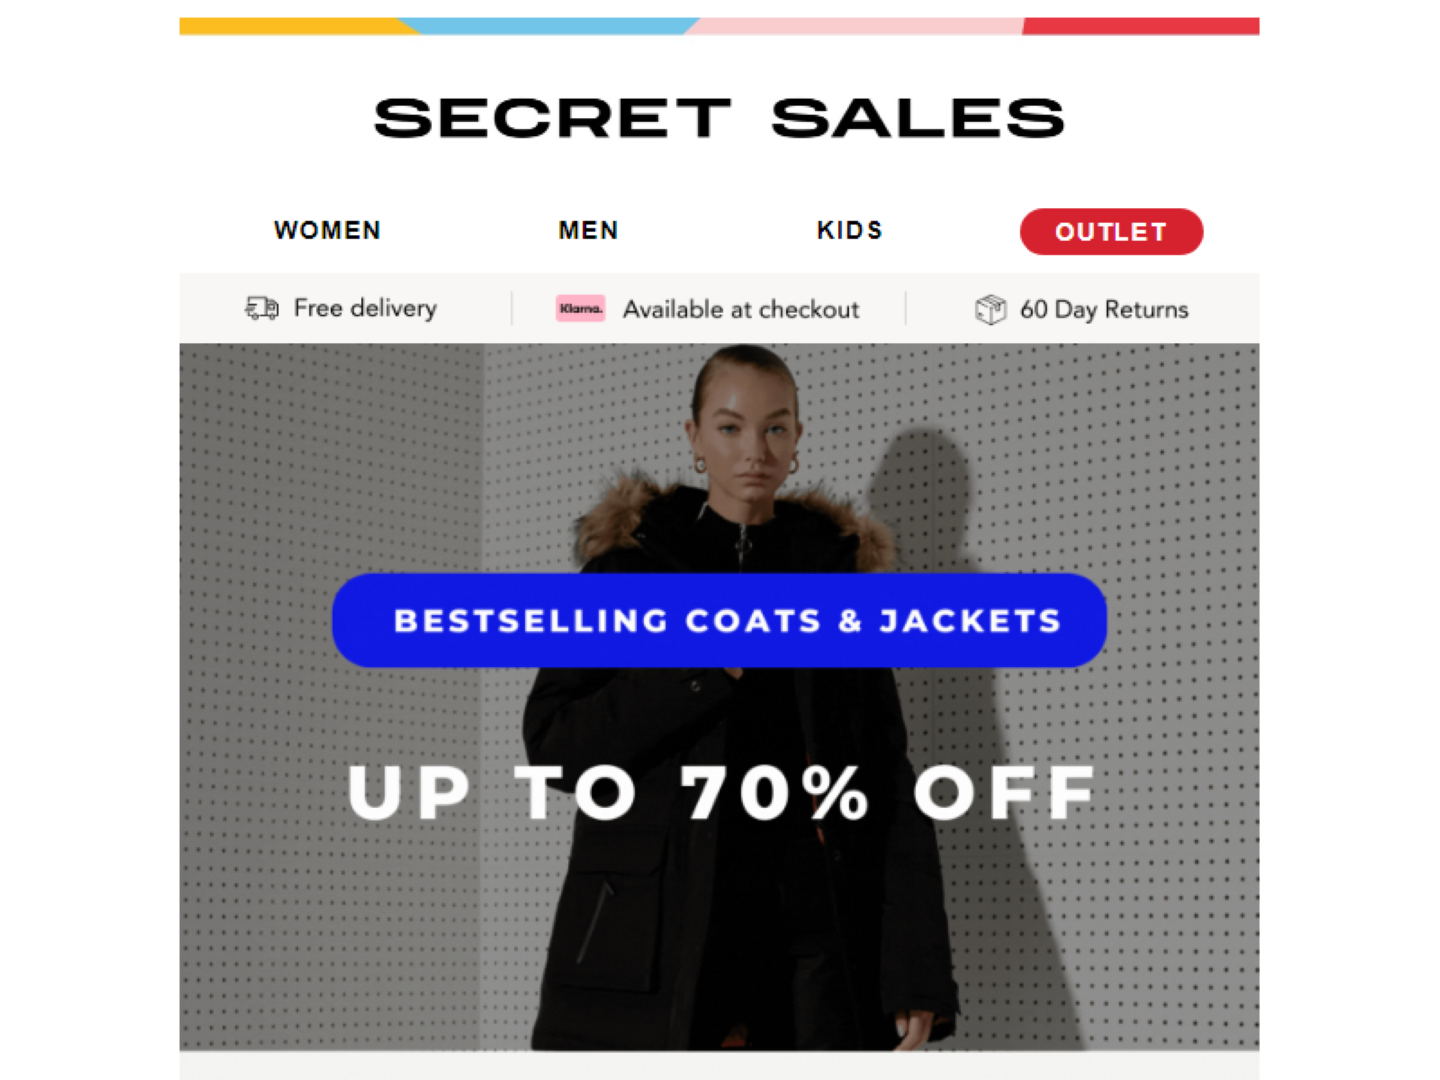 SECRET SALES
WOMEN MEN KIDS OUTLET
Free delivery Klarna. Available at checkout 60 Day Returns
BESTSELLING COATS & JACKETS
UP TO 70% OFF